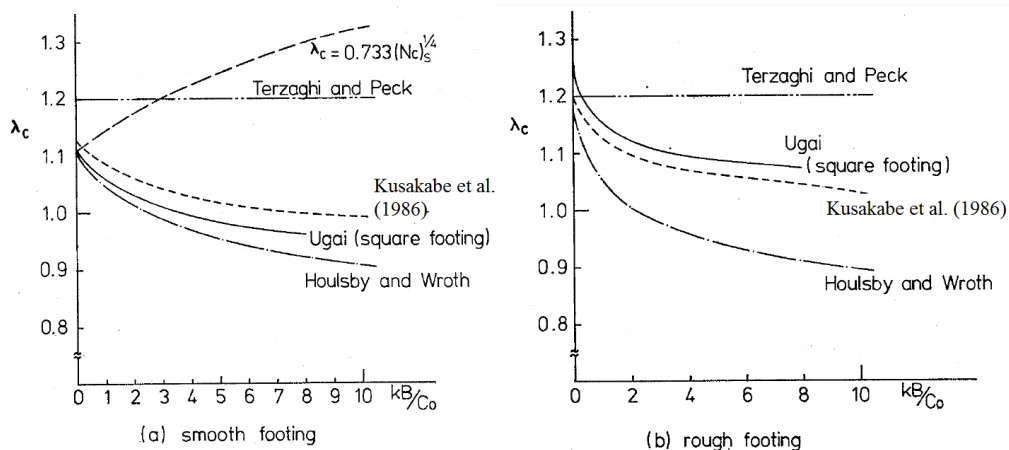 1.3
λc = 0.733(Nc)s^1/4
Terzaghi and Peck
1.2
λc
1.1
Kusakabe et al.
(1986)
1.0
Ugai (square footing)
0.9
Houlsby and Wroth
0.8
0 1 2 3 4 5 6 7 8 9 10 kB/Co
(a) smooth footing
1.3
Terzaghi and Peck
1.2
λc
Ugai
(square footing)
1.1
Kusakabe et al. (1986)
1.0
0.9
Houlsby and Wroth
0.8
0 2 4 6 8 10 kB/Co
(b) rough footing